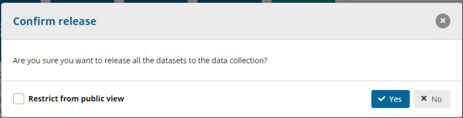 Confirm release
Are you sure you want to release all the datasets to the data collection?
Restrict from public view
Yes
No